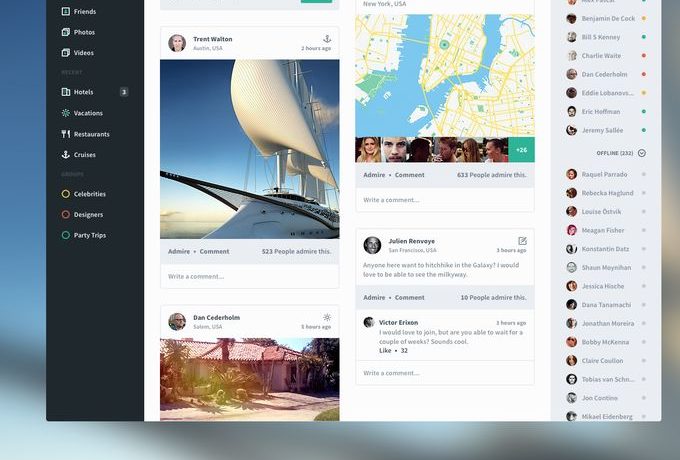 Friends
Photos
Videos
RECENT
Hotels
3
Vacations
Restaurants
Cruises
GROUPS
Celebrities
Designers
Party Trips
Trent Walton
Austin, USA
2 hours ago
Admire • Comment
523 People admire this.
Write a comment...
Dan Cederholm
Salem, USA
5 hours ago
New York, USA
+26
Admire • Comment
633 People admire this.
Write a comment...
Julien Renvoye
San Francisco, USA
3 hours ago
Anyone here want to hitchhike in the Galaxy? I would
love to be able to see the milkyway.
Admire • Comment
10 People admire this.
Victor Erixon
3 hours ago
I would love to join, but are you able to wait for a
couple of weeks? Sounds cool.
Like • 32
Write a comment...
Benjamin De Cock
Bill S Kenney
Charlie Waite
Dan Cederholm
Eddie Lobanovs...
Eric Hoffman
Jeremy Sallée
OFFLINE (232)
Raquel Parrado
Rebecka Haglund
Louise Östvik
Meagan Fisher
Konstantin Datz
Shaun Moynihan
Jessica Hische
Dana Tanamachi
Jonathan Moreira
Bobby McKenna
Claire Coullon
Tobias van Schn...
Jon Contino
Mikael Eidenberg